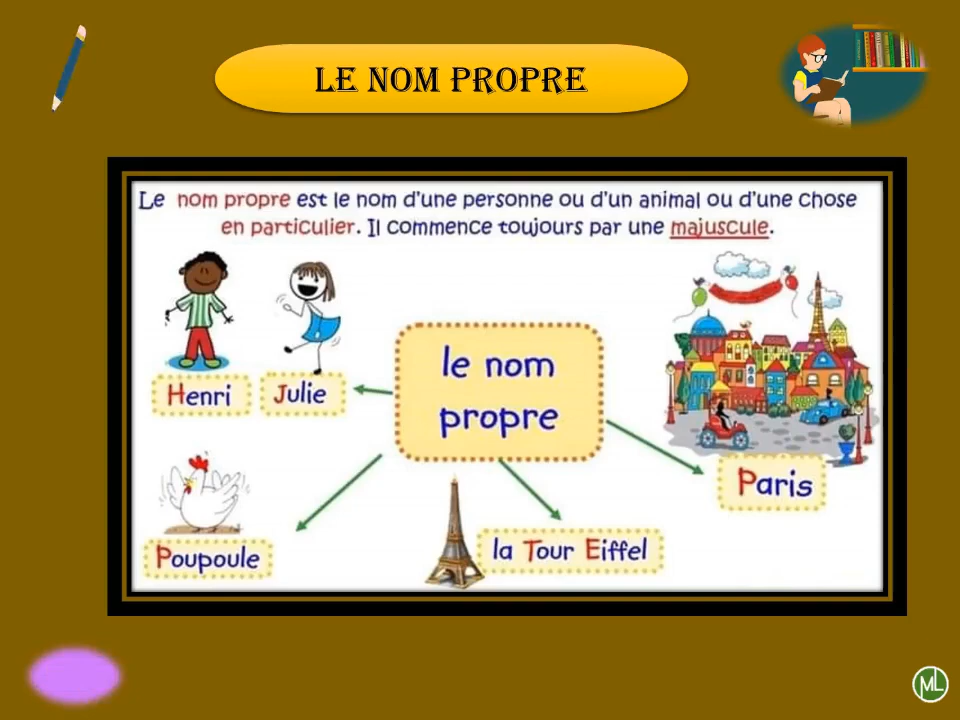 LE NOM PROPRE
Le nom propre est le nom d'une personne ou d'un animal ou d'une chose
en particulier. Il commence toujours par une majuscule.
le nom
propre
Henri
Julie
Paris
Poupoule
la Tour Eiffel
ML